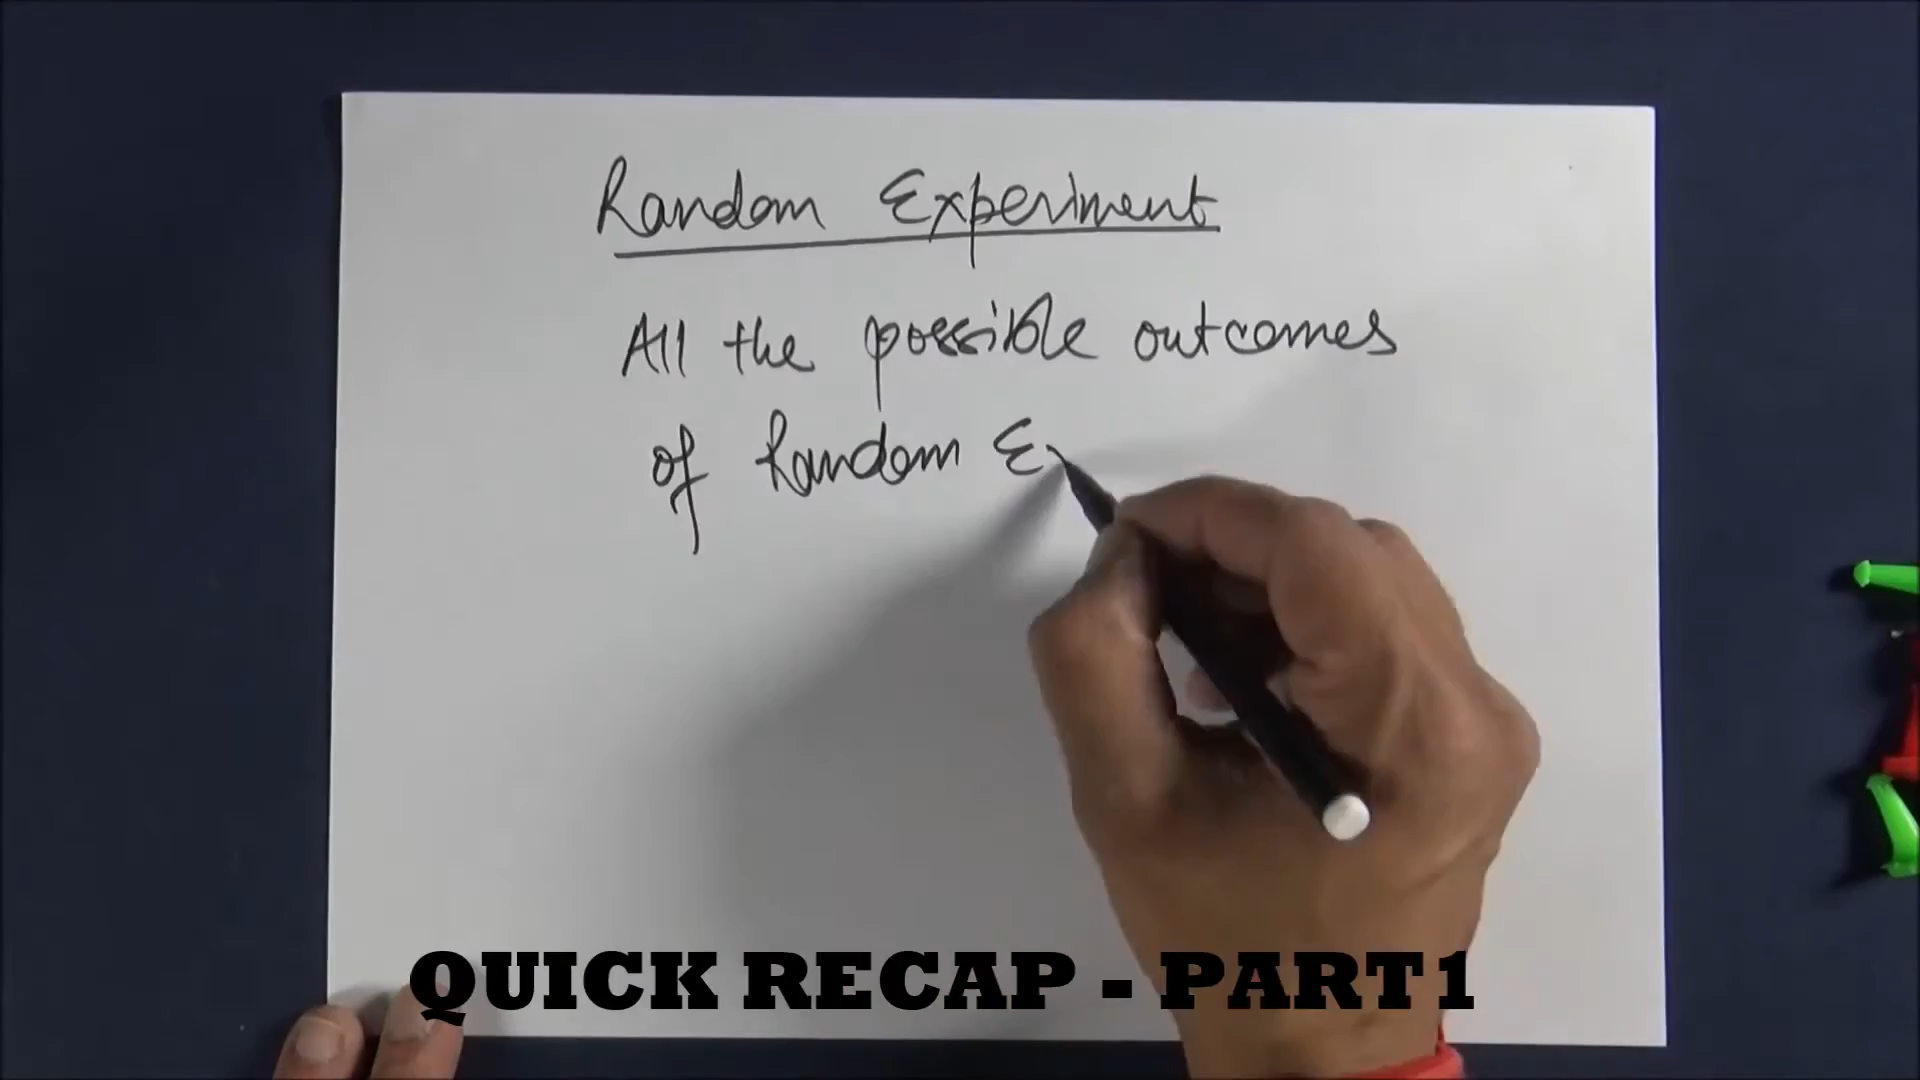 Random Experiment
All the possible outcomes
of Random E
QUICK RECAP - PART1